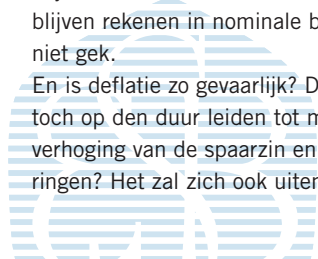 blijven rekenen in nominale
niet gek.
En is deflatie zo gevaarlijk?
toch op den duur leiden tot
verhoging van de spaarzin en
ringen? Het zal zich ook